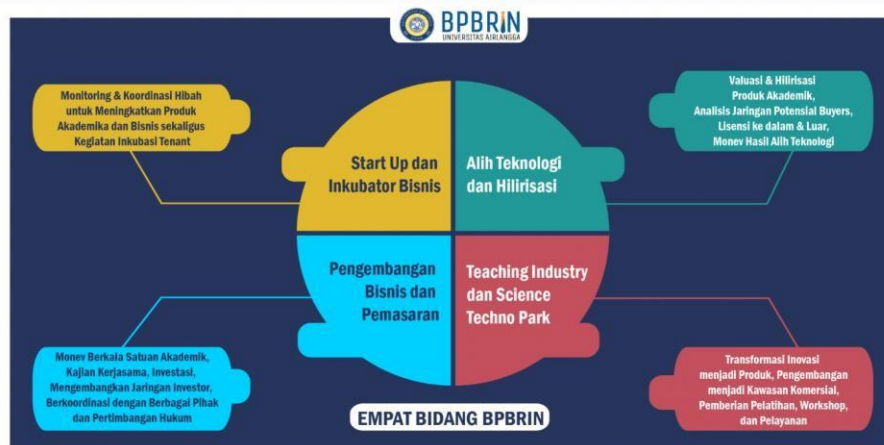 BPBRIN
UNIVERSITAS AIRLANGGA
Monitoring & Koordinasi Hibah
untuk Meningkatkan Produk
Akademika dan Bisnis sekaligus
Kegiatan Inkubasi Tenant
Start Up dan
Inkubator Bisnis
Alih Teknologi
dan Hilirisasi
Valuasi & Hilirisasi
Produk Akademik,
Analisis Jaringan Potensial Buyers,
Lisensi ke dalam & Luar,
Monev Hasil Alih Teknologi
Pengembangan
Bisnis dan
Pemasaran
Teaching Industry
dan Science
Techno Park
Monev Berkala Satuan Akademik,
Kajian Kerjasama, Investasi,
Mengembangkan Jaringan Investor,
Berkoordinasi dengan Berbagai Pihak
dan Pertimbangan Hukum
Transformasi Inovasi
menjadi Produk, Pengembangan
menjadi Kawasan Komersial,
Pemberian Pelatihan, Workshop,
dan Pelayanan
EMPAT BIDANG BPBRIN